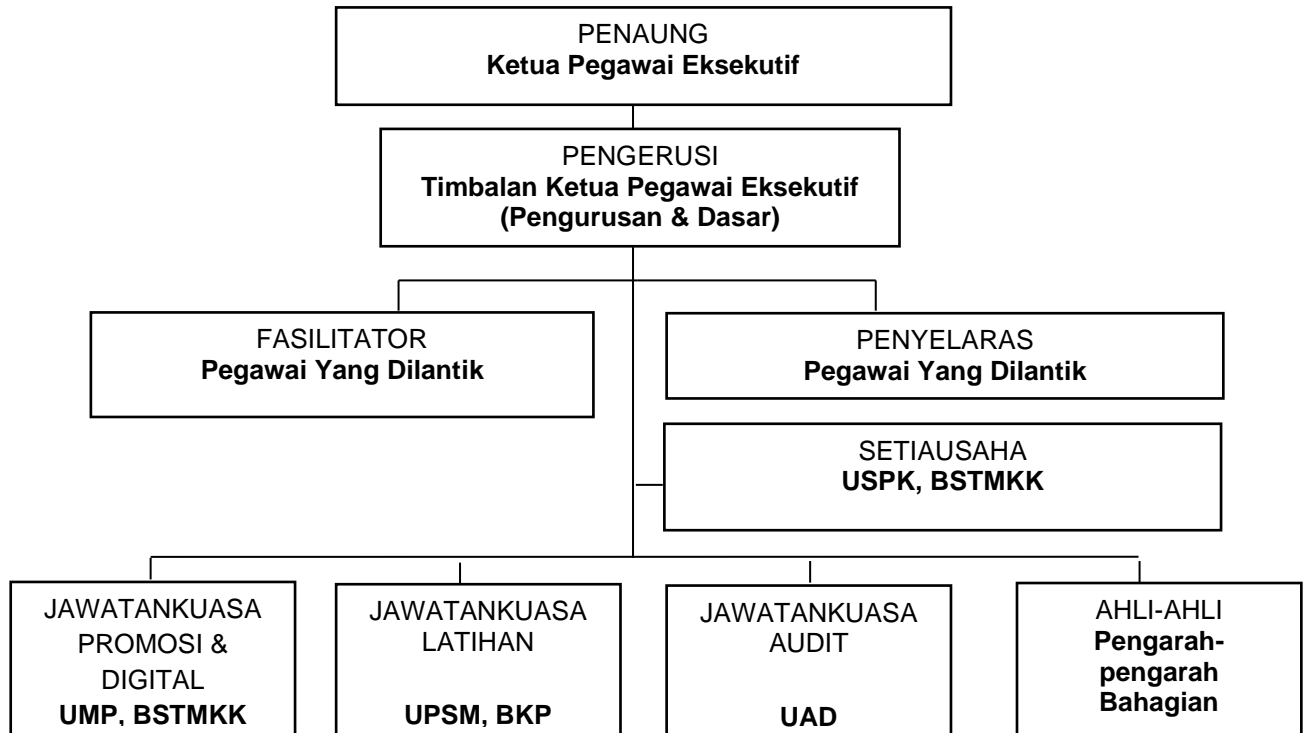 PENAUNG
Ketua Pegawai Eksekutif
PENGERUSI
Timbalan Ketua Pegawai Eksekutif
(Pengurusan & Dasar)
FASILITATOR
Pegawai Yang Dilantik
PENYELARAS
Pegawai Yang Dilantik
SETIAUSAHA
USPK, BSTMKK
JAWATANKUASA
PROMOSI &
DIGITAL
UMP, BSTMKK
JAWATANKUASA
LATIHAN
UPSM, BKP
JAWATANKUASA
AUDIT
UAD
AHLI-AHLI
Pengarah-
pengarah
Bahagian